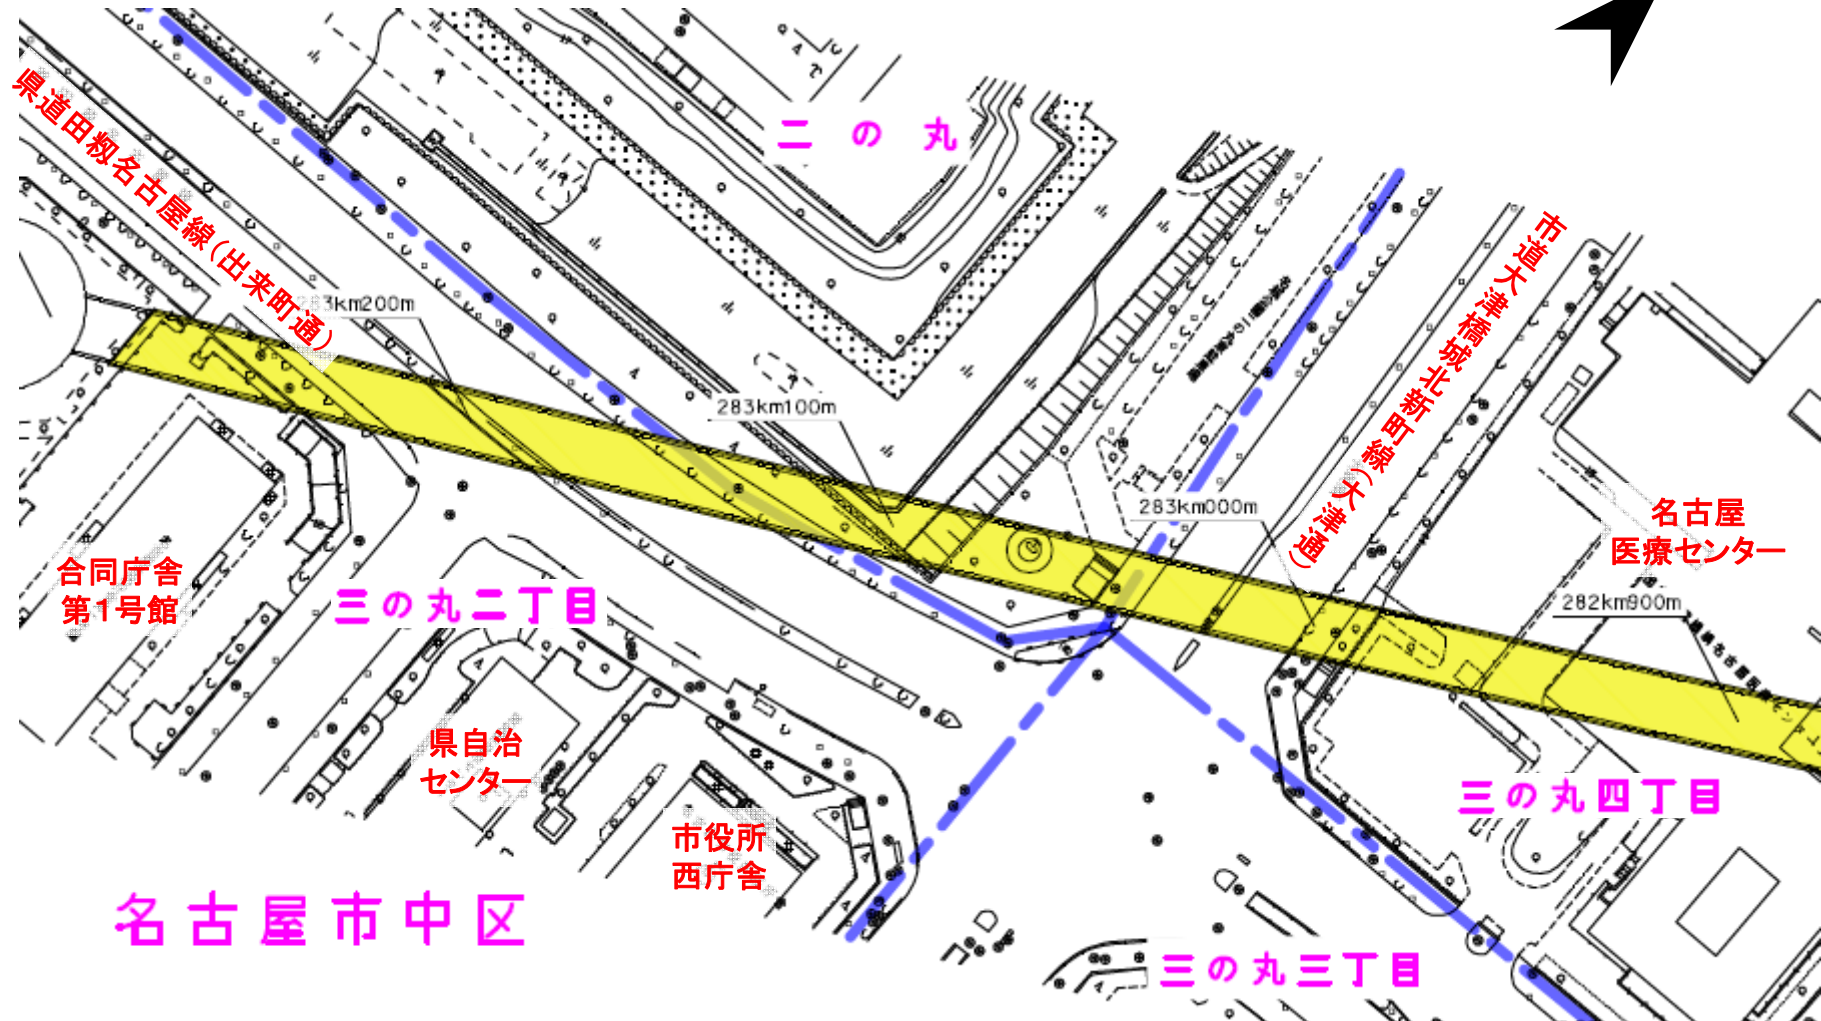 二の丸
県道田籾名古屋線(出来町通)
283km200m
283km100m
市道大津橋城北新町線(大津通)
283km000m
名古屋
医療センター
282km900m
合同庁舎
第1号館
三の丸二丁目
県自治
センター
三の丸四丁目
市役所
西庁舎
名古屋市中区
三の丸三丁目